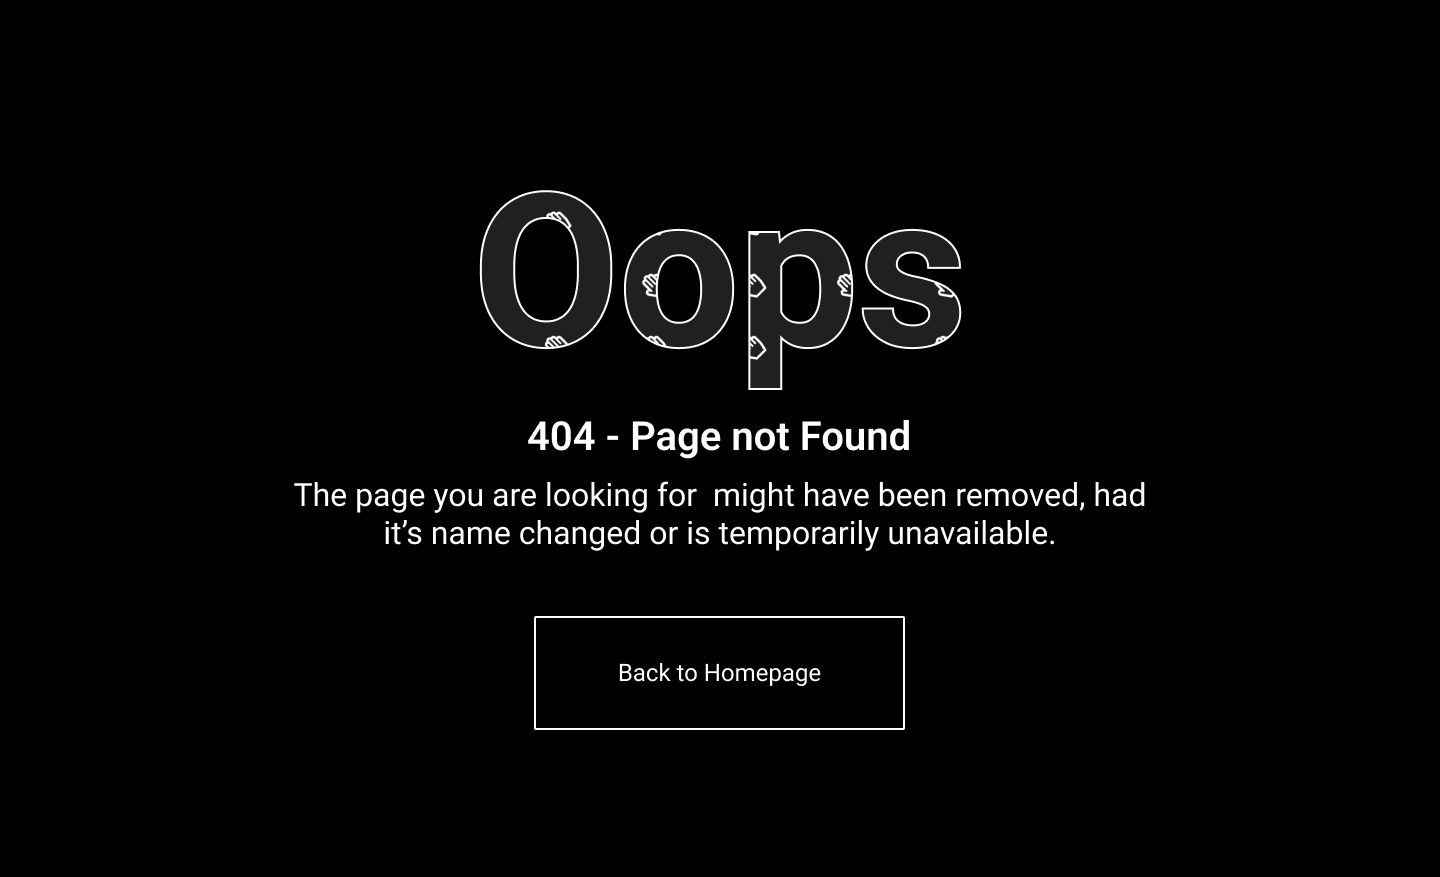 Oops
404 - Page not Found
The page you are looking for  might have been removed, had
it’s name changed or is temporarily unavailable.
Back to Homepage